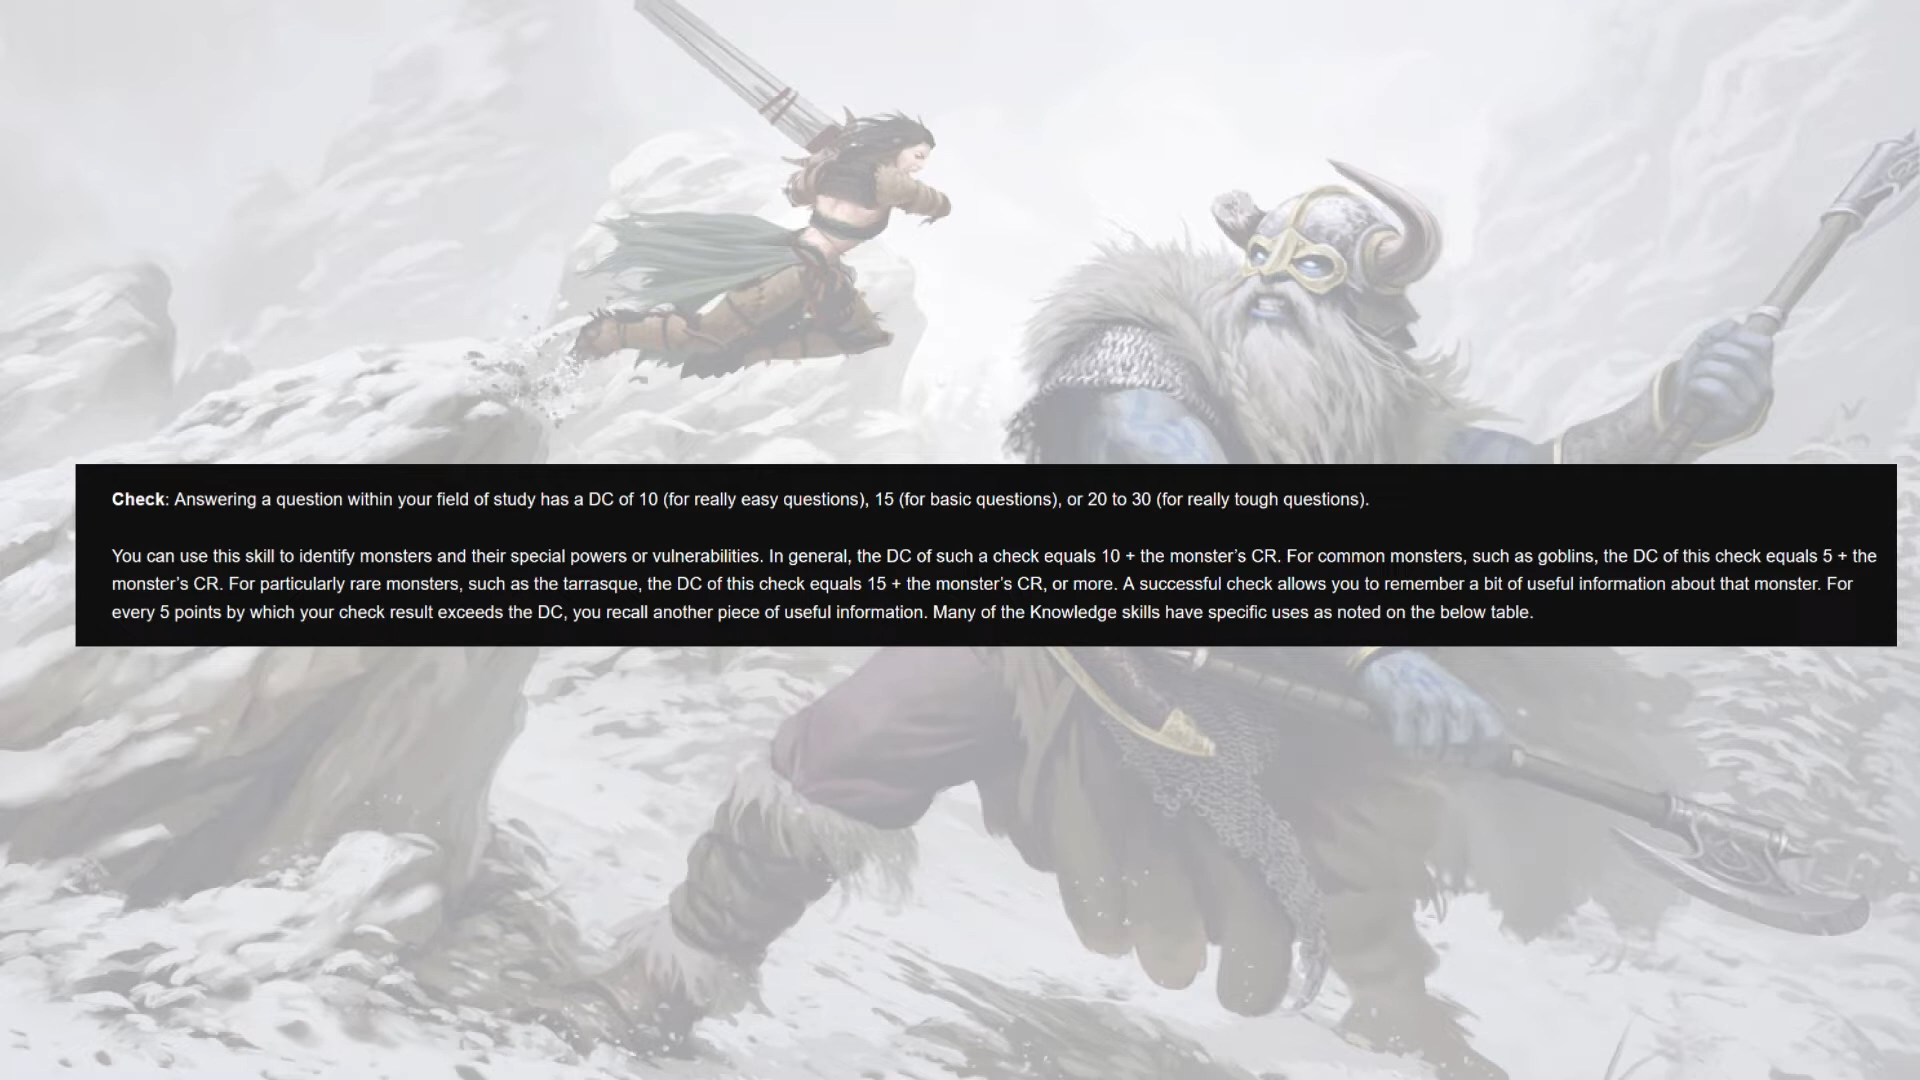 Check: Answering a question within your field of study has a DC of 10 (for really easy questions), 15 (for basic questions), or 20 to 30 (for really tough questions).
You can use this skill to identify monsters and their special powers or vulnerabilities. In general, the DC of such a check equals 10 + the monster’s CR. For common monsters, such as goblins, the DC of this check equals 5 + the
monster’s CR. For particularly rare monsters, such as the tarrasque, the DC of this check equals 15 + the monster’s CR, or more. A successful check allows you to remember a bit of useful information about that monster. For
every 5 points by which your check result exceeds the DC, you recall another piece of useful information. Many of the Knowledge skills have specific uses as noted on the below table.